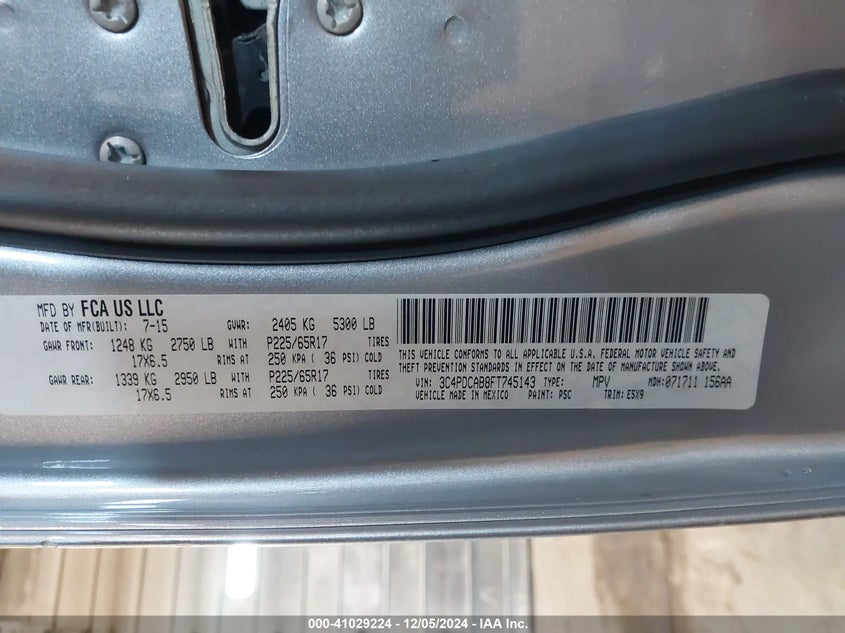 MFD BY FCA US LLC
DATE OF MFR(BUILT): 7-15 GVWR: 2405 KG 5300 LB
GAWR FRONT: 1248 KG 2750 LB WITH P225/65R17 TIRES
17X6.5 RIMS AT 250 KPA ( 36 PSI) COLD
GAWR REAR: 1339 KG 2950 LB WITH P225/65R17 TIRES
17X6.5 RIMS AT 250 KPA ( 36 PSI) COLD
THIS VEHICLE CONFORMS TO ALL APPLICABLE U.S.A. FEDERAL MOTOR VEHICLE SAFETY AND
THEFT PREVENTION STANDARDS IN EFFECT ON THE DATE OF MANUFACTURE SHOWN ABOVE.
VIN: 3C4PDCAB8FT745143 TYPE: MPV MDH:071711 156AA
VEHICLE MADE IN MEXICO PAINT: PSC TRIM: E5X9
000-41029224 - 12/05/2024 - IAA Inc.